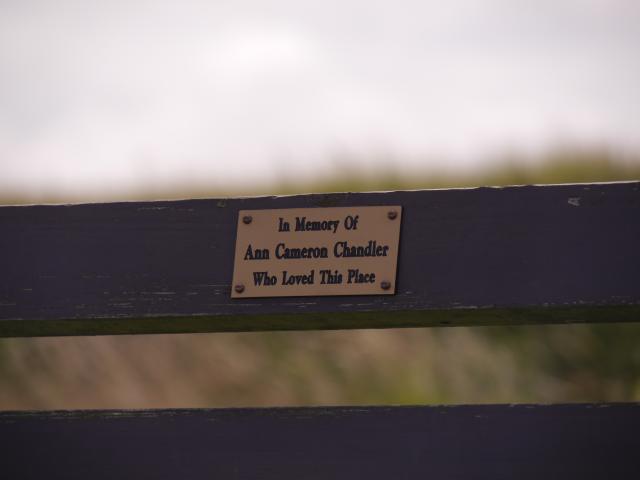 In Memory Of
Ann Cameron Chandler
Who Loved This Place